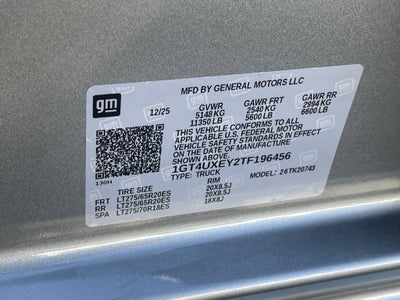 MFD BY GENERAL MOTORS LLC
gm
12/25 GVWR GAWR FRT GAWR RR
5148 KG 2540 KG 2994 KG
11350 LB 5600 LB 6600 LB
THIS VEHICLE CONFORMS TO ALL
APPLICABLE U.S. FEDERAL MOTOR
VEHICLE SAFETY STANDARDS IN
EFFECT ON THE DATE OF
MANUFACTURE SHOWN ABOVE.
1GT4UXEY2TF196456
130H TYPE: TRUCK MODEL: 26TK20743
TIRE SIZE RIM
FRT LT275/65R20ES 20X8.5J
RR LT275/65R20ES 20X8.5J
SPA LT275/70R18ES 18X8J